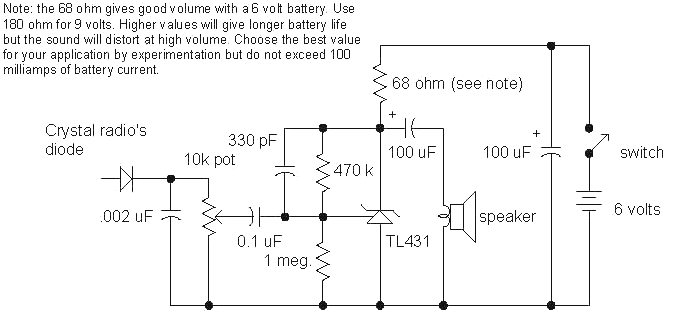 Note: the 68 ohm gives good volume with a 6 volt battery. Use
180 ohm for 9 volts. Higher values will give longer battery life
but the sound will distort at high volume. Choose the best value
for your application by experimentation but do not exceed 100
milliamps of battery current.
68 ohm (see note)
+
Crystal radio's
diode
330 pF
10k pot
470 k
100 uF
+
100 uF
switch
.002 uF
0.1 uF
1 meg.
TL431
speaker
6 volts